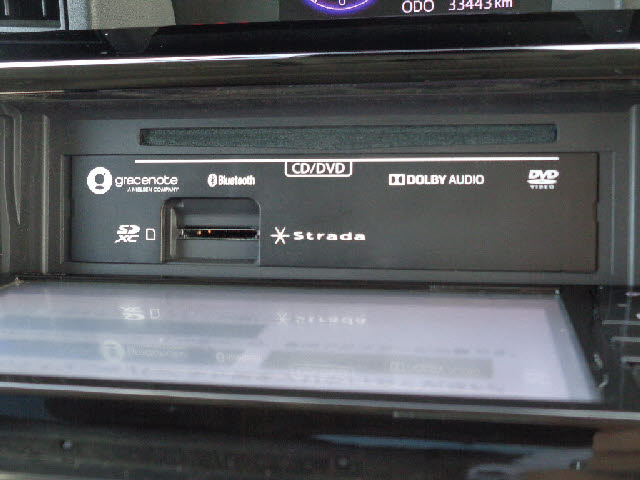 ODO 33443 km
CD/DVD
gracenote
A NIELSEN COMPANY
Bluetooth
DOLBY AUDIO
DVD
VIDEO
SD
XC
Strada